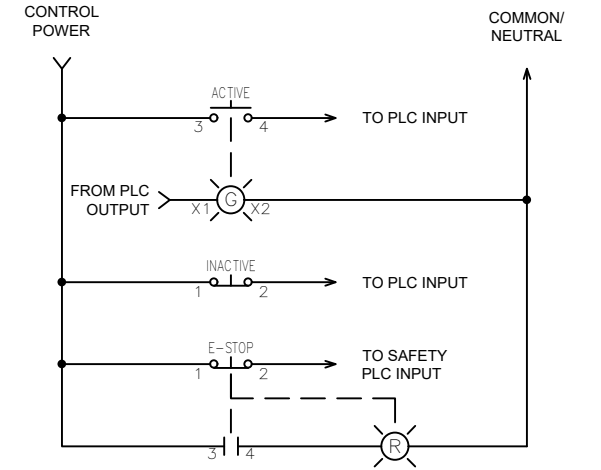 CONTROL
POWER
COMMON/
NEUTRAL
ACTIVE
3 4
TO PLC INPUT
FROM PLC
OUTPUT
X1 G X2
INACTIVE
1 2
TO PLC INPUT
E-STOP
1 2
TO SAFETY
PLC INPUT
3 4 R